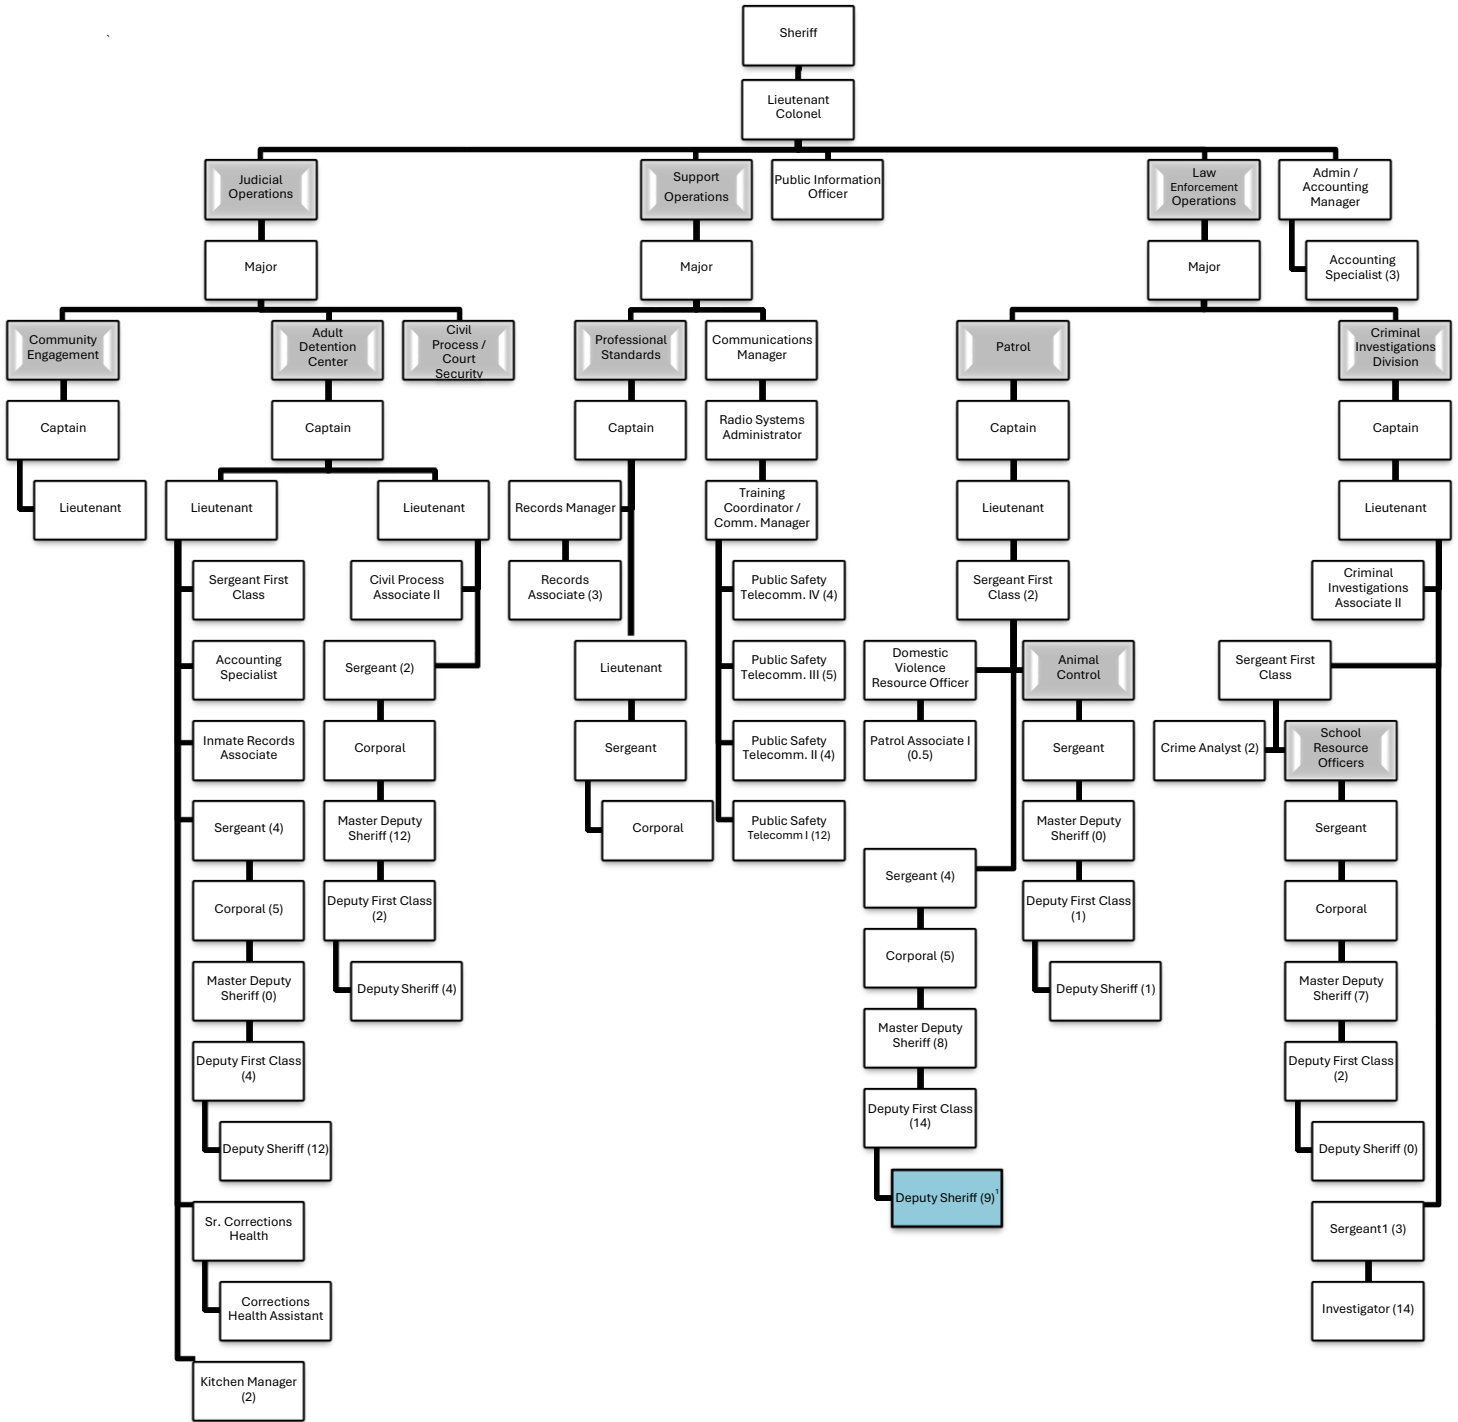 Sheriff
Lieutenant
Colonel
Judicial
Operations
Support
Operations
Public Information
Officer
Law
Enforcement
Operations
Admin /
Accounting
Manager
Major
Major
Major
Accounting
Specialist (3)
Community
Engagement
Adult
Detention
Center
Civil
Process /
Court
Security
Professional
Standards
Communications
Manager
Patrol
Criminal
Investigations
Division
Captain
Captain
Captain
Radio Systems
Administrator
Captain
Captain
Lieutenant
Lieutenant
Lieutenant
Records Manager
Training
Coordinator /
Comm. Manager
Lieutenant
Lieutenant
Sergeant First
Class
Civil Process
Associate II
Records
Associate (3)
Public Safety
Telecomm. IV (4)
Sergeant First
Class (2)
Criminal
Investigations
Associate II
Accounting
Specialist
Sergeant (2)
Lieutenant
Public Safety
Telecomm. III (5)
Domestic
Violence
Resource Officer
Animal
Control
Sergeant First
Class
Inmate Records
Associate
Corporal
Sergeant
Public Safety
Telecomm. II (4)
Patrol Associate I
(0.5)
Sergeant
Crime Analyst (2)
School
Resource
Officers
Sergeant (4)
Master Deputy
Sheriff (12)
Corporal
Public Safety
Telecomm I (12)
Master Deputy
Sheriff (0)
Sergeant
Sergeant (4)
Corporal (5)
Deputy First Class
(2)
Deputy First Class
(1)
Corporal
Corporal (5)
Master Deputy
Sheriff (0)
Deputy Sheriff (4)
Deputy Sheriff (1)
Master Deputy
Sheriff (7)
Master Deputy
Sheriff (8)
Deputy First Class
(4)
Deputy First Class
(2)
Deputy First Class
(14)
Deputy Sheriff (12)
Deputy Sheriff (0)
Deputy Sheriff (9)¹
Sr. Corrections
Health
Sergeant1 (3)
Corrections
Health Assistant
Investigator (14)
Kitchen Manager
(2)